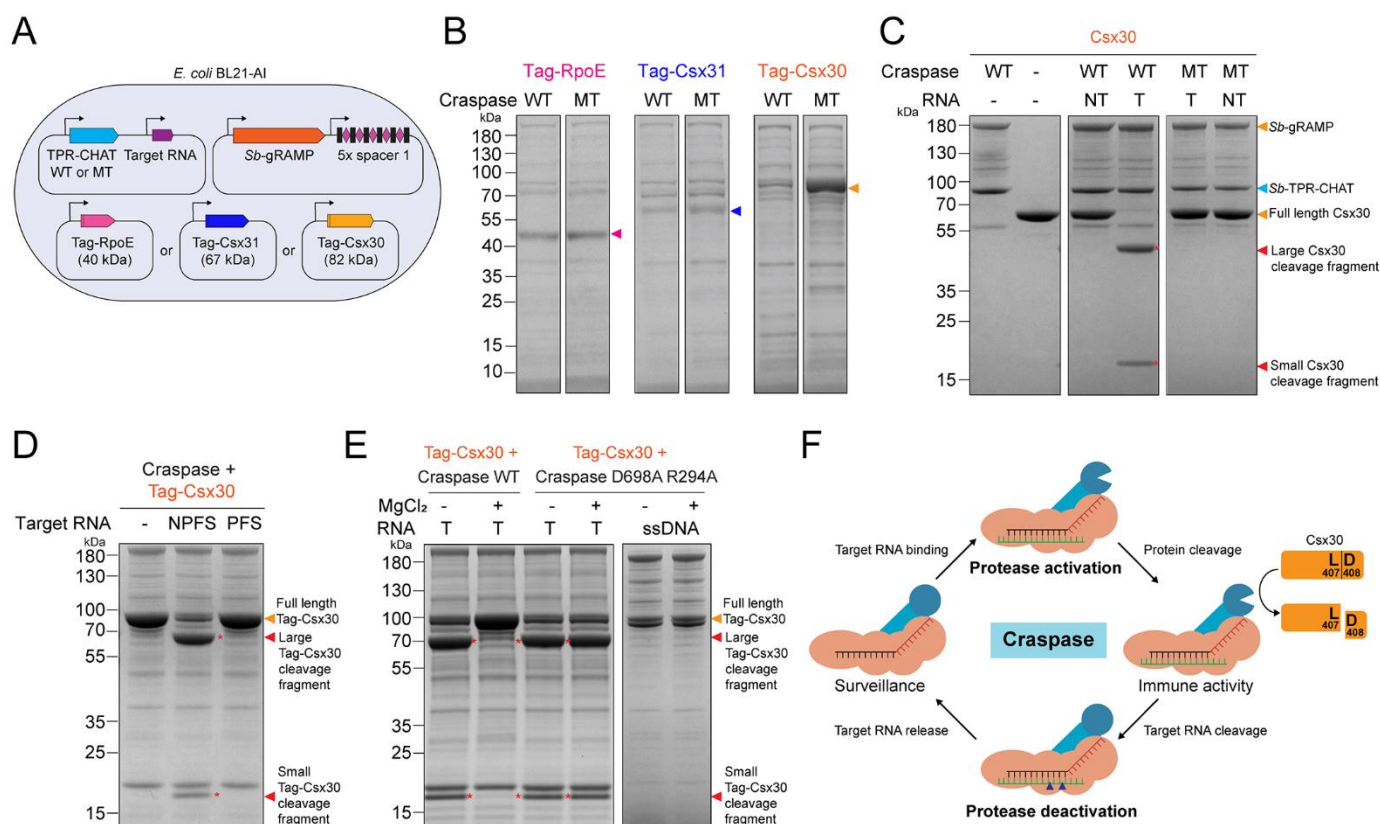 A
E. coli BL21-AI
TPR-CHAT
WT or MT
Target RNA
Sb-gRAMP
5x spacer 1
Tag-RpoE
(40 kDa)
or
Tag-Csx31
(67 kDa)
or
Tag-Csx30
(82 kDa)
B
Tag-RpoE Tag-Csx31 Tag-Csx30
Craspase WT MT WT MT WT MT
kDa
180
130
100
70
55
40
35
25
15
10
C
Csx30
Craspase WT - WT WT MT MT
RNA - - NT T T NT
kDa
180
130
100
70
55
35
25
15
Sb-gRAMP
Sb-TPR-CHAT
Full length Csx30
Large Csx30
cleavage fragment
Small Csx30
cleavage fragment
* *
D
Craspase +
Tag-Csx30
Target RNA - NPFS PFS
kDa
180
130
100
70
55
35
25
15
Full length
Tag-Csx30
Large
Tag-Csx30
cleavage
fragment
Small
Tag-Csx30
cleavage
fragment
* *
E
Tag-Csx30 +
Craspase WT
Tag-Csx30 +
Craspase D698A R294A
MgCl₂ - + - + - +
RNA T T T T ssDNA
kDa
180
130
100
70
55
35
25
15
Full length
Tag-Csx30
Large
Tag-Csx30
cleavage
fragment
Small
Tag-Csx30
cleavage
fragment
* * *
* * *
F
Target RNA binding
Protease activation
Protein cleavage
Csx30
L D
407 408
L
407
D
408
Craspase
Surveillance
Immune activity
Target RNA release
Target RNA cleavage
Protease deactivation